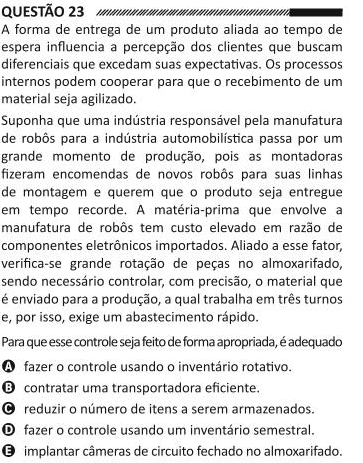 QUESTÃO 23
A forma de entrega de um produto aliada ao tempo de
espera influencia a percepção dos clientes que buscam
diferenciais que excedam suas expectativas. Os processos
internos podem cooperar para que o recebimento de um
material seja agilizado.
Suponha que uma indústria responsável pela manufatura
de robôs para a indústria automobilística passa por um
grande momento de produção, pois as montadoras
fizeram encomendas de novos robôs para suas linhas
de montagem e querem que o produto seja entregue
em tempo recorde. A matéria-prima que envolve a
manufatura de robôs tem custo elevado em razão de
componentes eletrônicos importados. Aliado a esse fator,
verifica-se grande rotação de peças no almoxarifado,
sendo necessário controlar, com precisão, o material que
é enviado para a produção, a qual trabalha em três turnos
e, por isso, exige um abastecimento rápido.
Para que esse controle seja feito de forma apropriada, é adequado
A fazer o controle usando o inventário rotativo.
B contratar uma transportadora eficiente.
C reduzir o número de itens a serem armazenados.
D fazer o controle usando um inventário semestral.
E implantar câmeras de circuito fechado no almoxarifado.